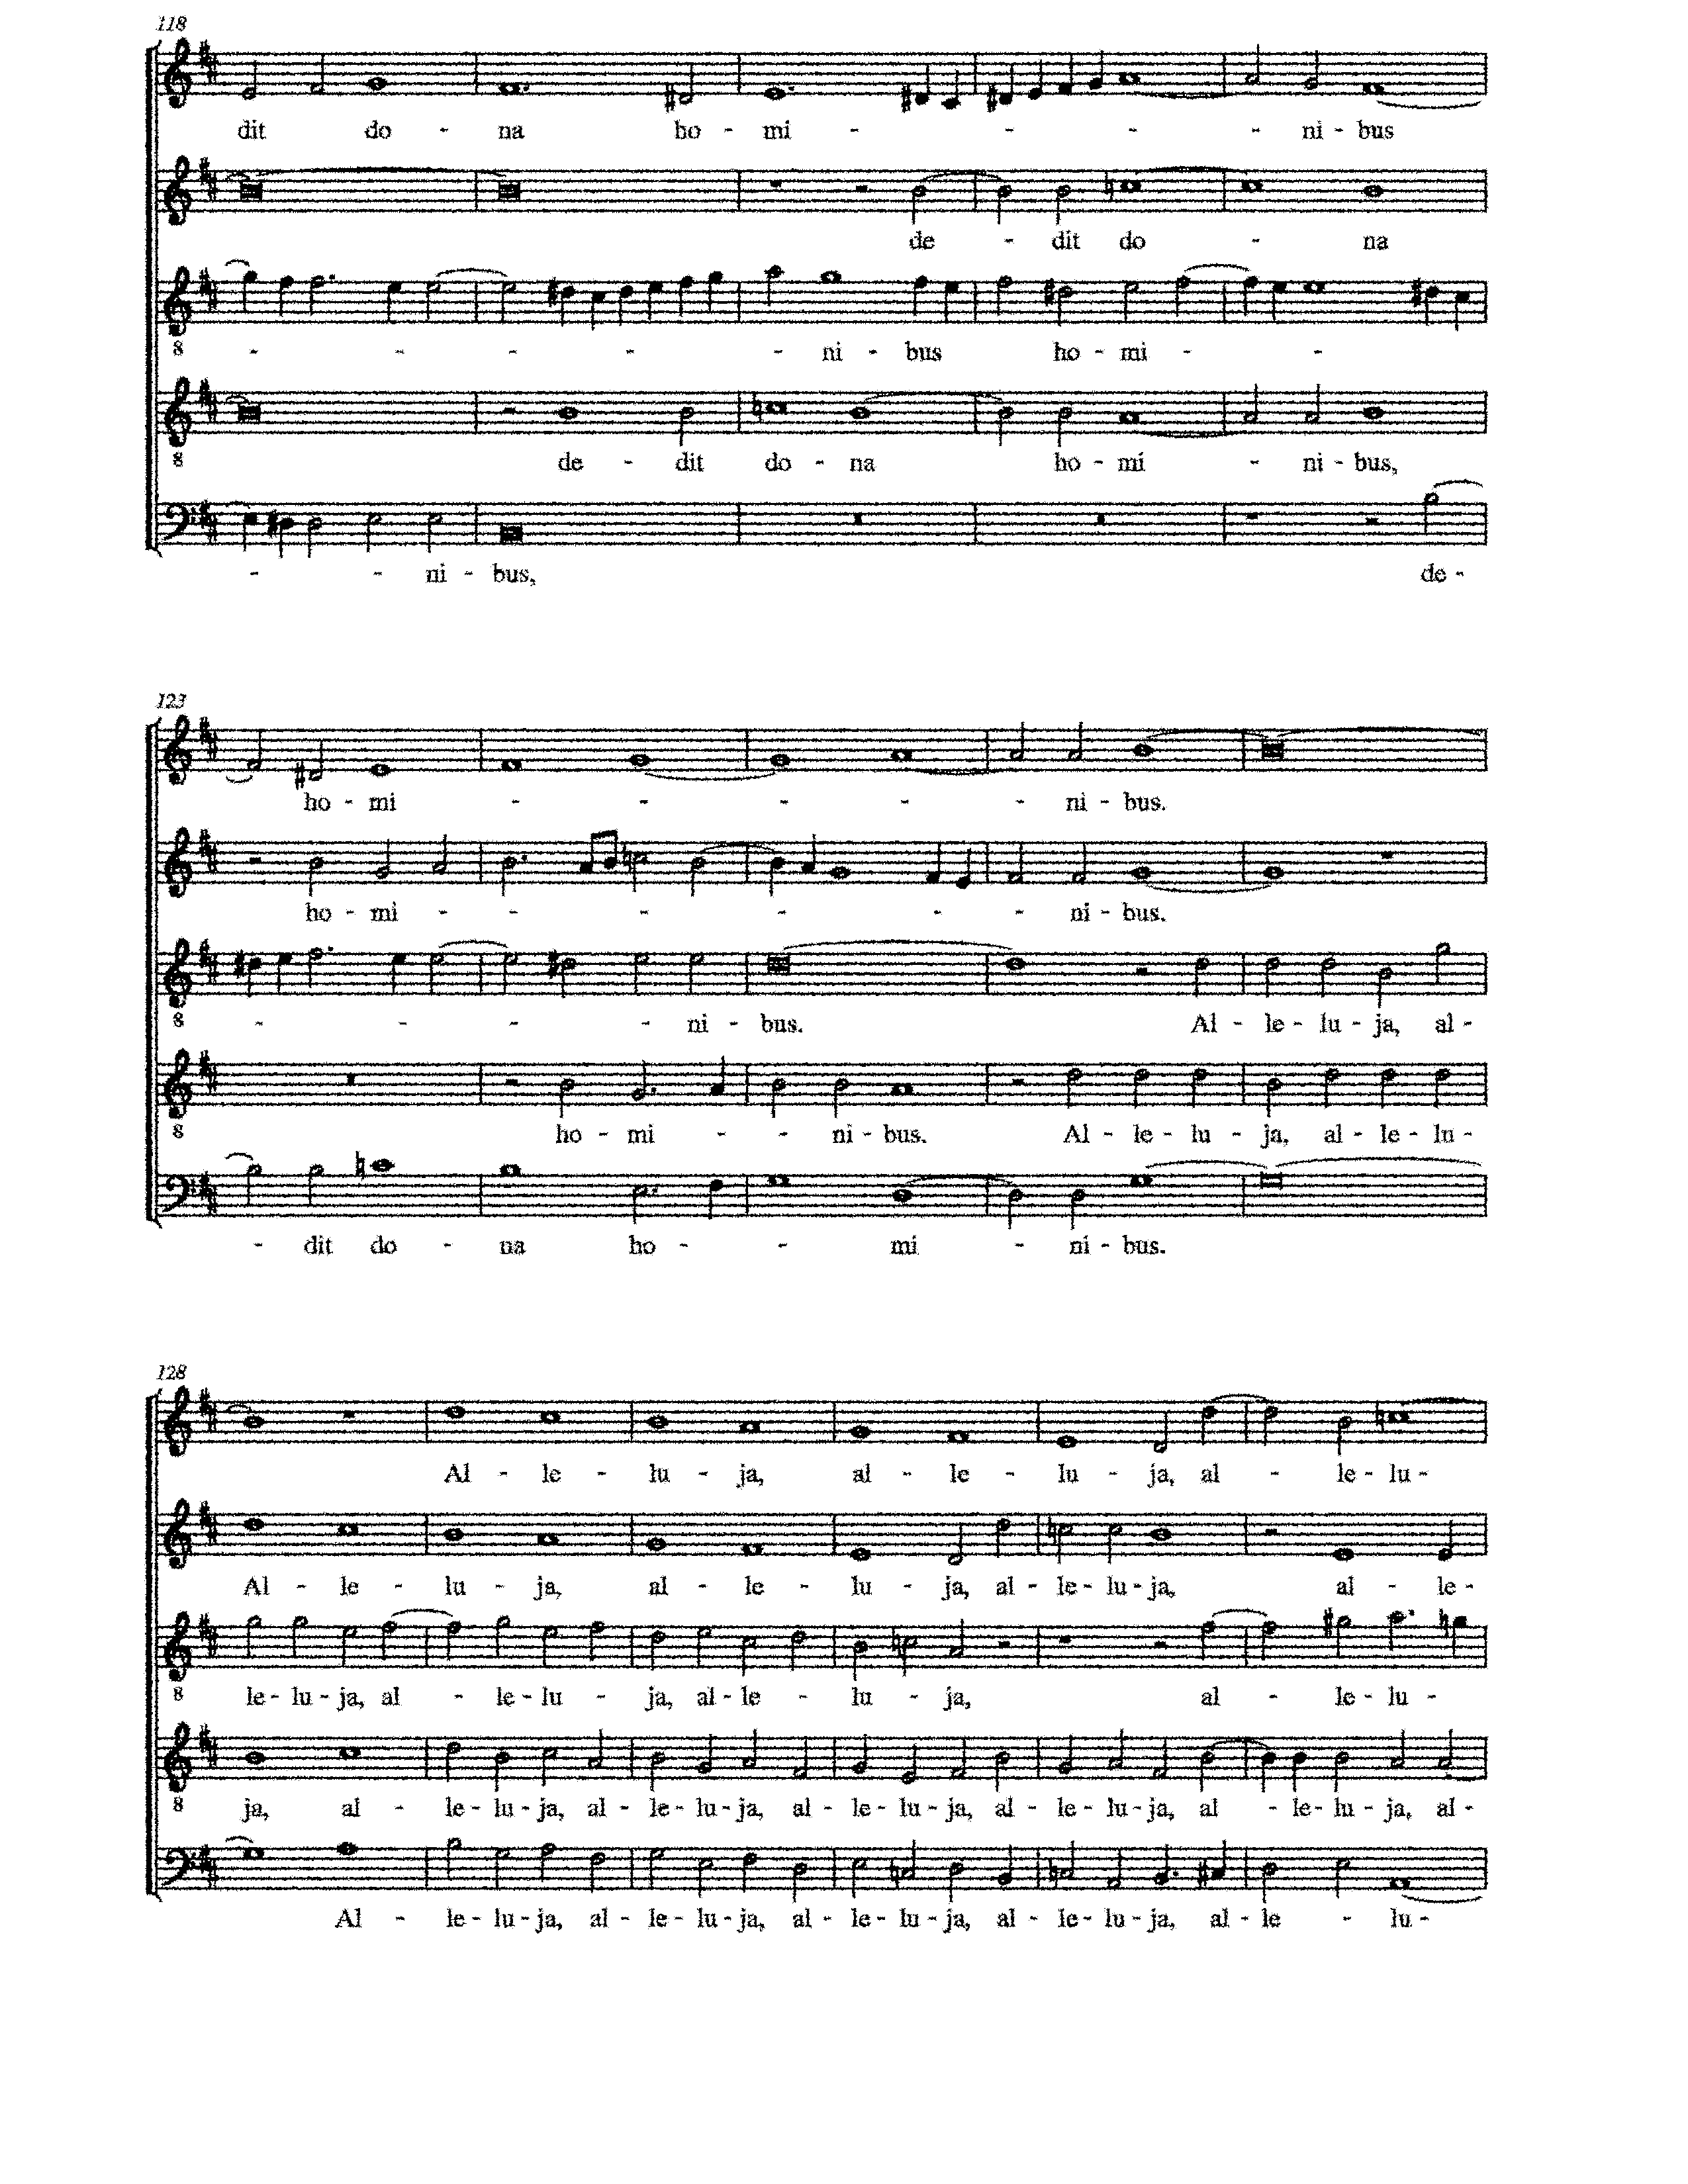 118
dit do - na ho - mi - - - - ni - bus
de - dit do - na
8 - - - - - ni - bus ho - mi - -
8 de - dit do - na ho - mi - ni - bus,
- - ni - bus, de -
123
ho - mi - - - - - ni - bus.
ho - mi - - - - - - ni - bus.
8 - - - - ni - bus. Al - le - lu - ja, al -
8 ho - mi - - ni - bus. Al - le - lu - ja, al - le - lu -
- dit do - na ho - - mi - ni - bus.
128
Al - le - lu - ja, al - le - lu - ja, al - le - lu -
Al - le - lu - ja, al - le - lu - ja, al - le - lu - ja, al - le -
8 le - lu - ja, al - le - lu - ja, al - le - lu - ja, al - le - lu -
8 ja, al - le - lu - ja, al - le - lu - ja, al - le - lu - ja, al - le - lu - ja, al - le - lu - ja, al -
Al - le - lu - ja, al - le - lu - ja, al - le - lu - ja, al - le - lu - ja, al - le - lu -